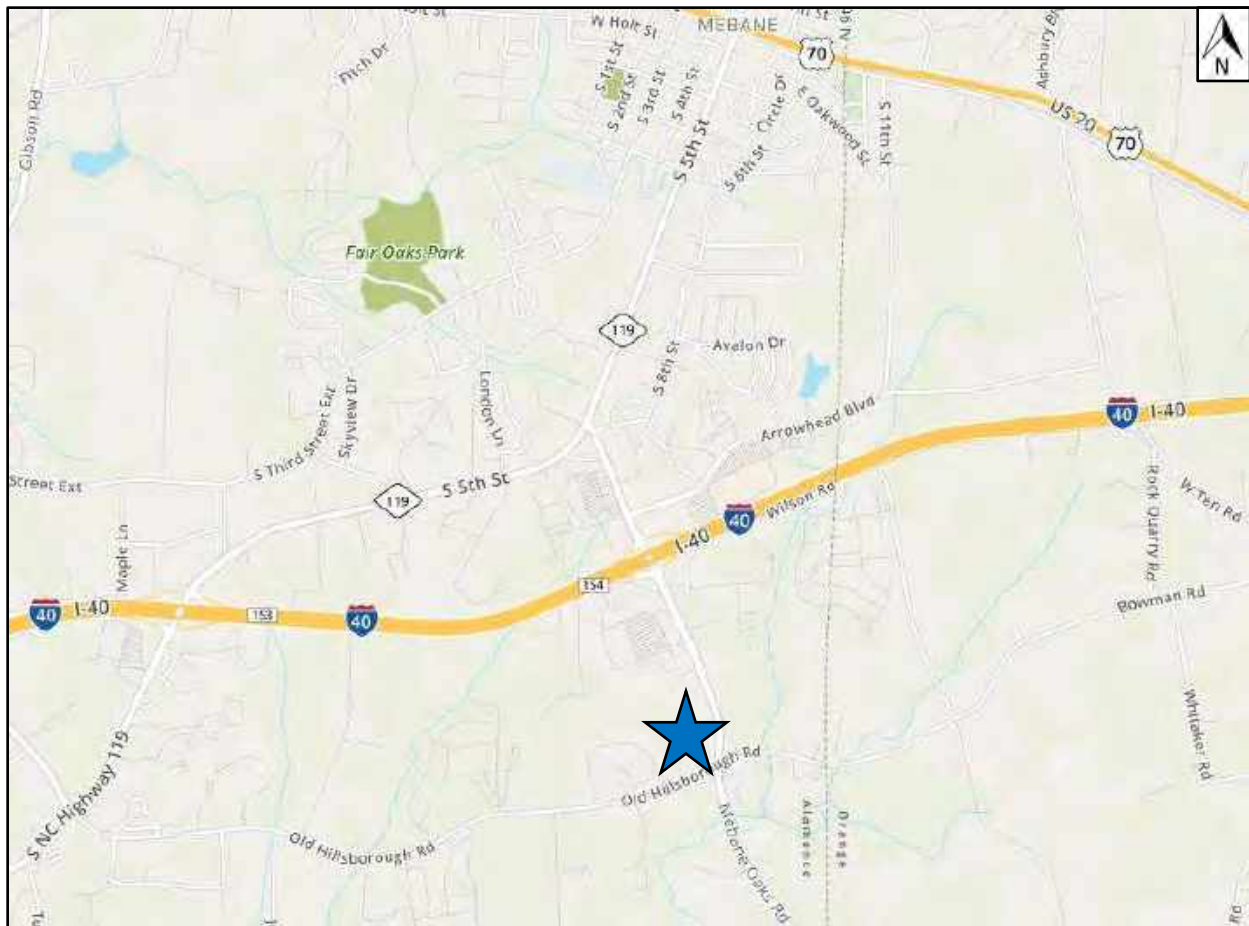 W Holt St
MEBANE
70
N
Fitch Dr
S 1st St
S 2nd St
S 3rd St
S 4th St
S 5th St
Circle Dr
S 6th St
E Oakwood St
S 11th St
US 70
70
Gibson Rd
Fair Oaks Park
119
S 8th St
Avalon Dr
London Ln
Skyview Dr
S Third Street Ext
Street Ext
Arrowhead Blvd
40
I-40
S 5th St
119
Wilson Rd
40
I-40
Rock Quarry Rd
W Ten Rd
Maple Ln
154
Bowman Rd
40
I-40
153
40
Whitaker Rd
S NC Highway 119
Old Hillsborough Rd
Old Hillsborough Rd
Mebane Oaks Rd
Alamance
Orange
Rd